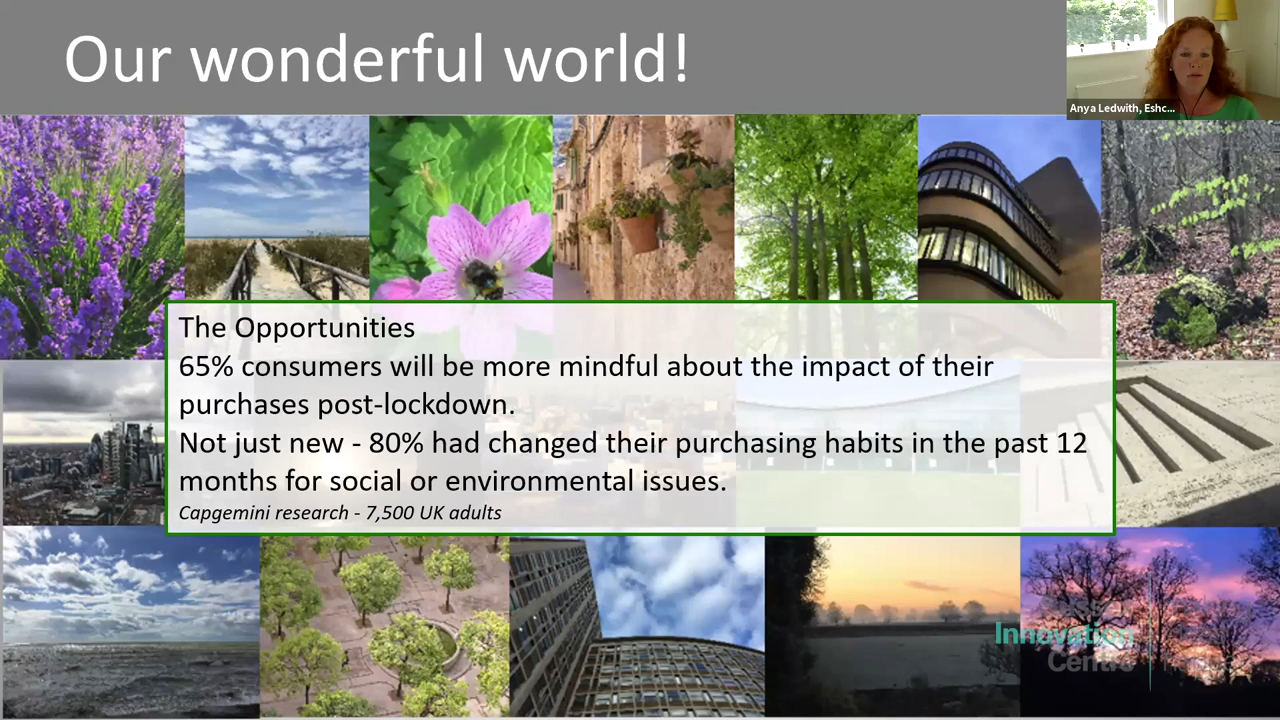 Our wonderful world!
Anya Ledwith, Eshc...
The Opportunities
65% consumers will be more mindful about the impact of their
purchases post-lockdown.
Not just new - 80% had changed their purchasing habits in the past 12
months for social or environmental issues.
Capgemini research - 7,500 UK adults
Innovation
Centre